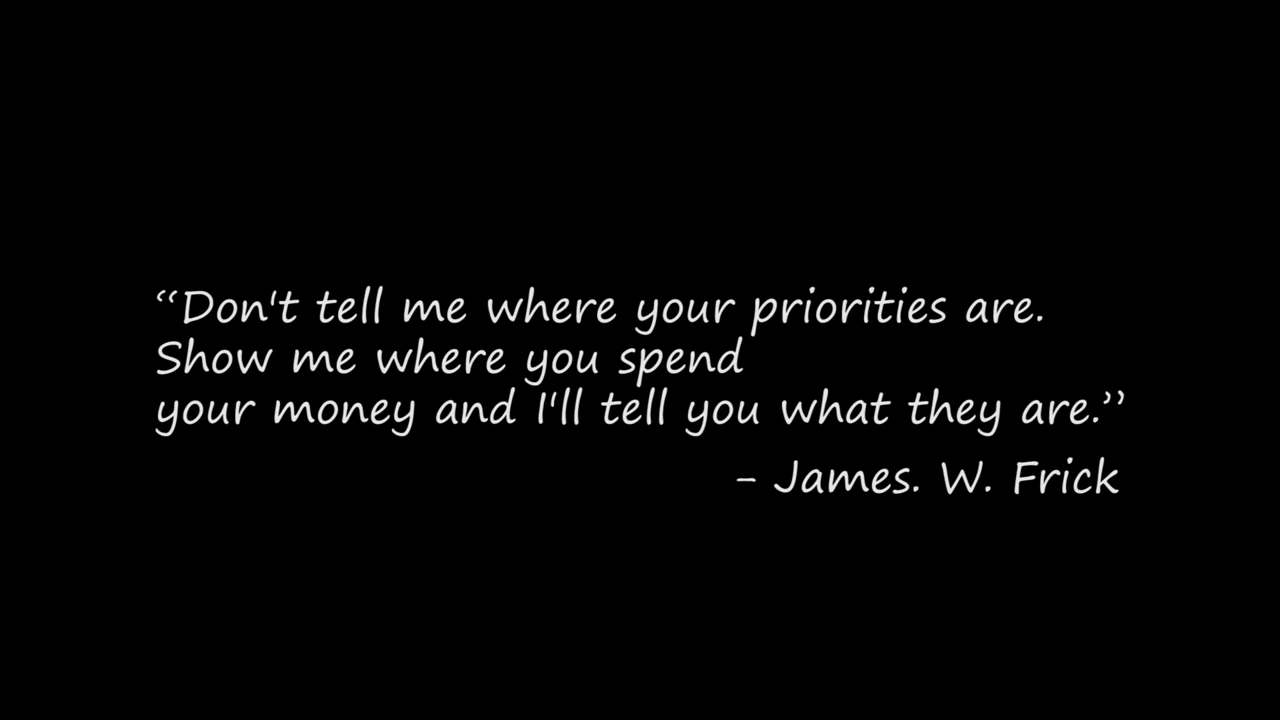 “Don't tell me where your priorities are.
Show me where you spend
your money and I'll tell you what they are.”
- James. W. Frick